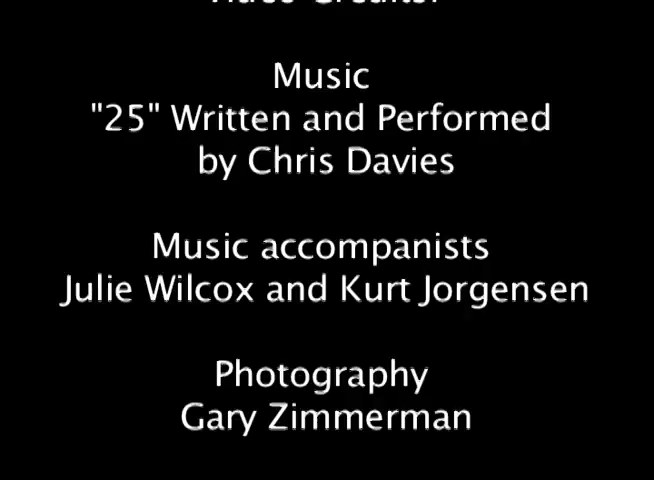 Music
"25" Written and Performed
by Chris Davies
Music accompanists
Julie Wilcox and Kurt Jorgensen
Photography
Gary Zimmerman